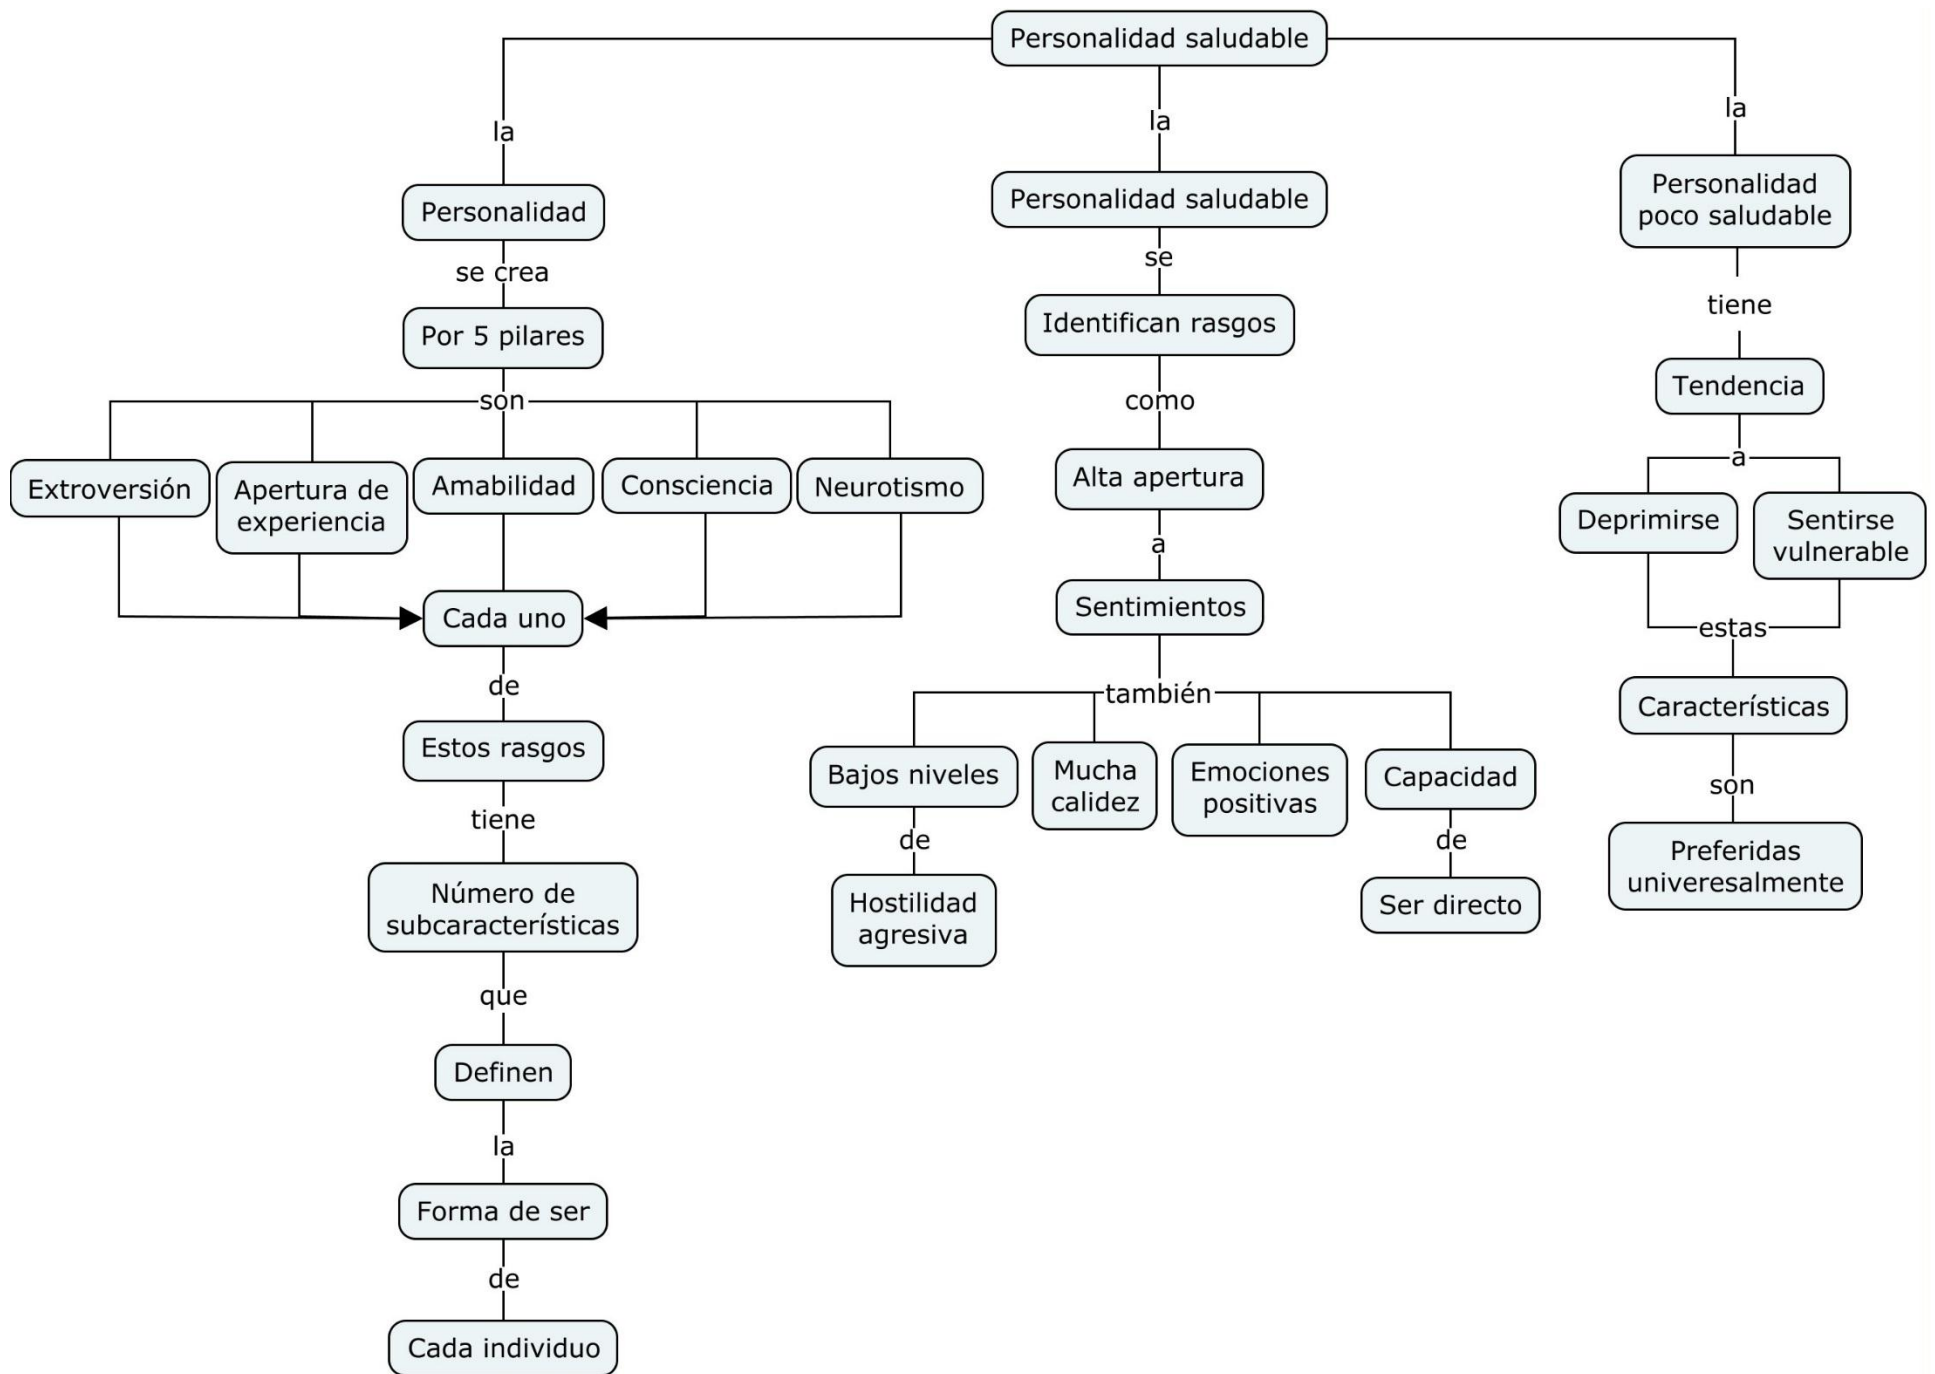 Personalidad saludable
la
Personalidad
se crea
Por 5 pilares
son
Extroversión
Apertura de
experiencia
Amabilidad
Consciencia
Neurotismo
Cada uno
de
Estos rasgos
tiene
Número de
subcaracterísticas
que
Definen
la
Forma de ser
de
Cada individuo
la
Personalidad saludable
se
Identifican rasgos
como
Alta apertura
a
Sentimientos
también
Bajos niveles
de
Hostilidad
agresiva
Mucha
calidez
Emociones
positivas
Capacidad
de
Ser directo
la
Personalidad
poco saludable
tiene
Tendencia
a
Deprimirse
Sentirse
vulnerable
estas
Características
son
Preferidas
univeresalmente